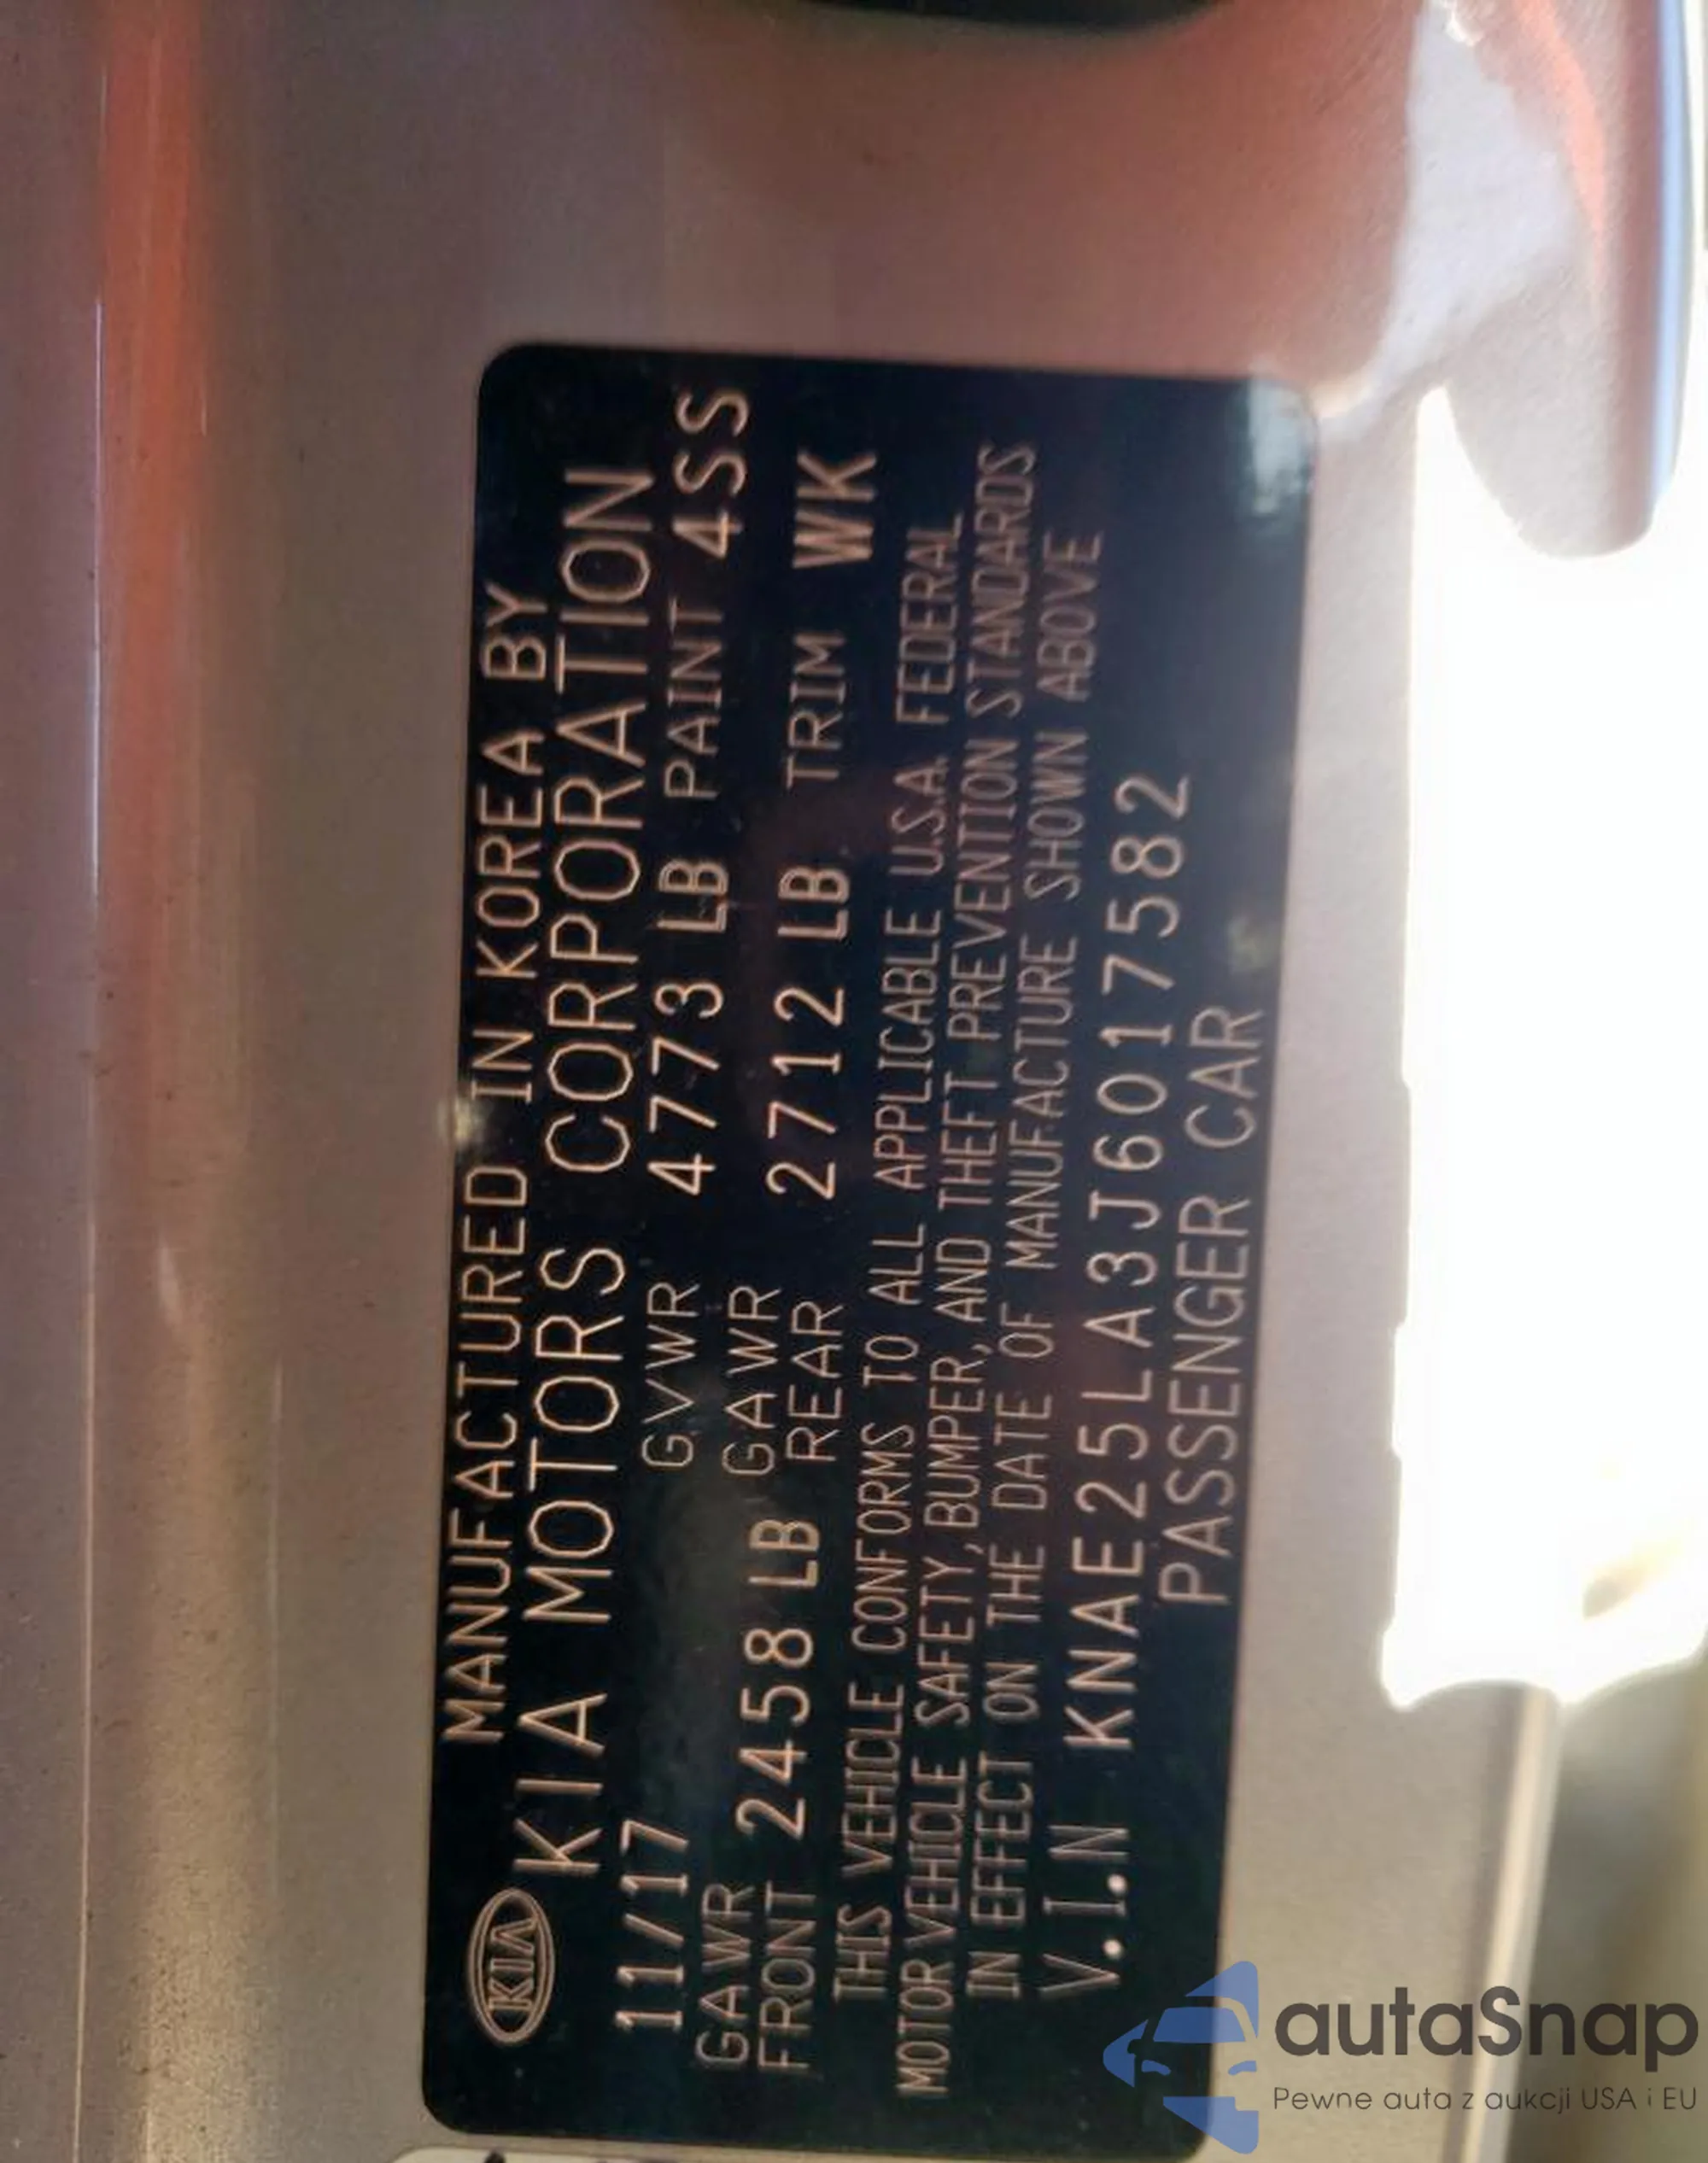 MANUFACTURED IN KOREA BY
KIA KIA MOTORS CORPORATION
11/17 GVWR 4773 LB PAINT 4SS
GAWR FRONT 2458 LB GAWR REAR 2712 LB TRIM WK
THIS VEHICLE CONFORMS TO ALL APPLICABLE U.S.A. FEDERAL
MOTOR VEHICLE SAFETY, BUMPER, AND THEFT PREVENTION STANDARDS
IN EFFECT ON THE DATE OF MANUFACTURE SHOWN ABOVE
V.I.N KNAE25LA3J6017582
PASSENGER CAR
autaSnap
Pewne auta z aukcji USA i EU